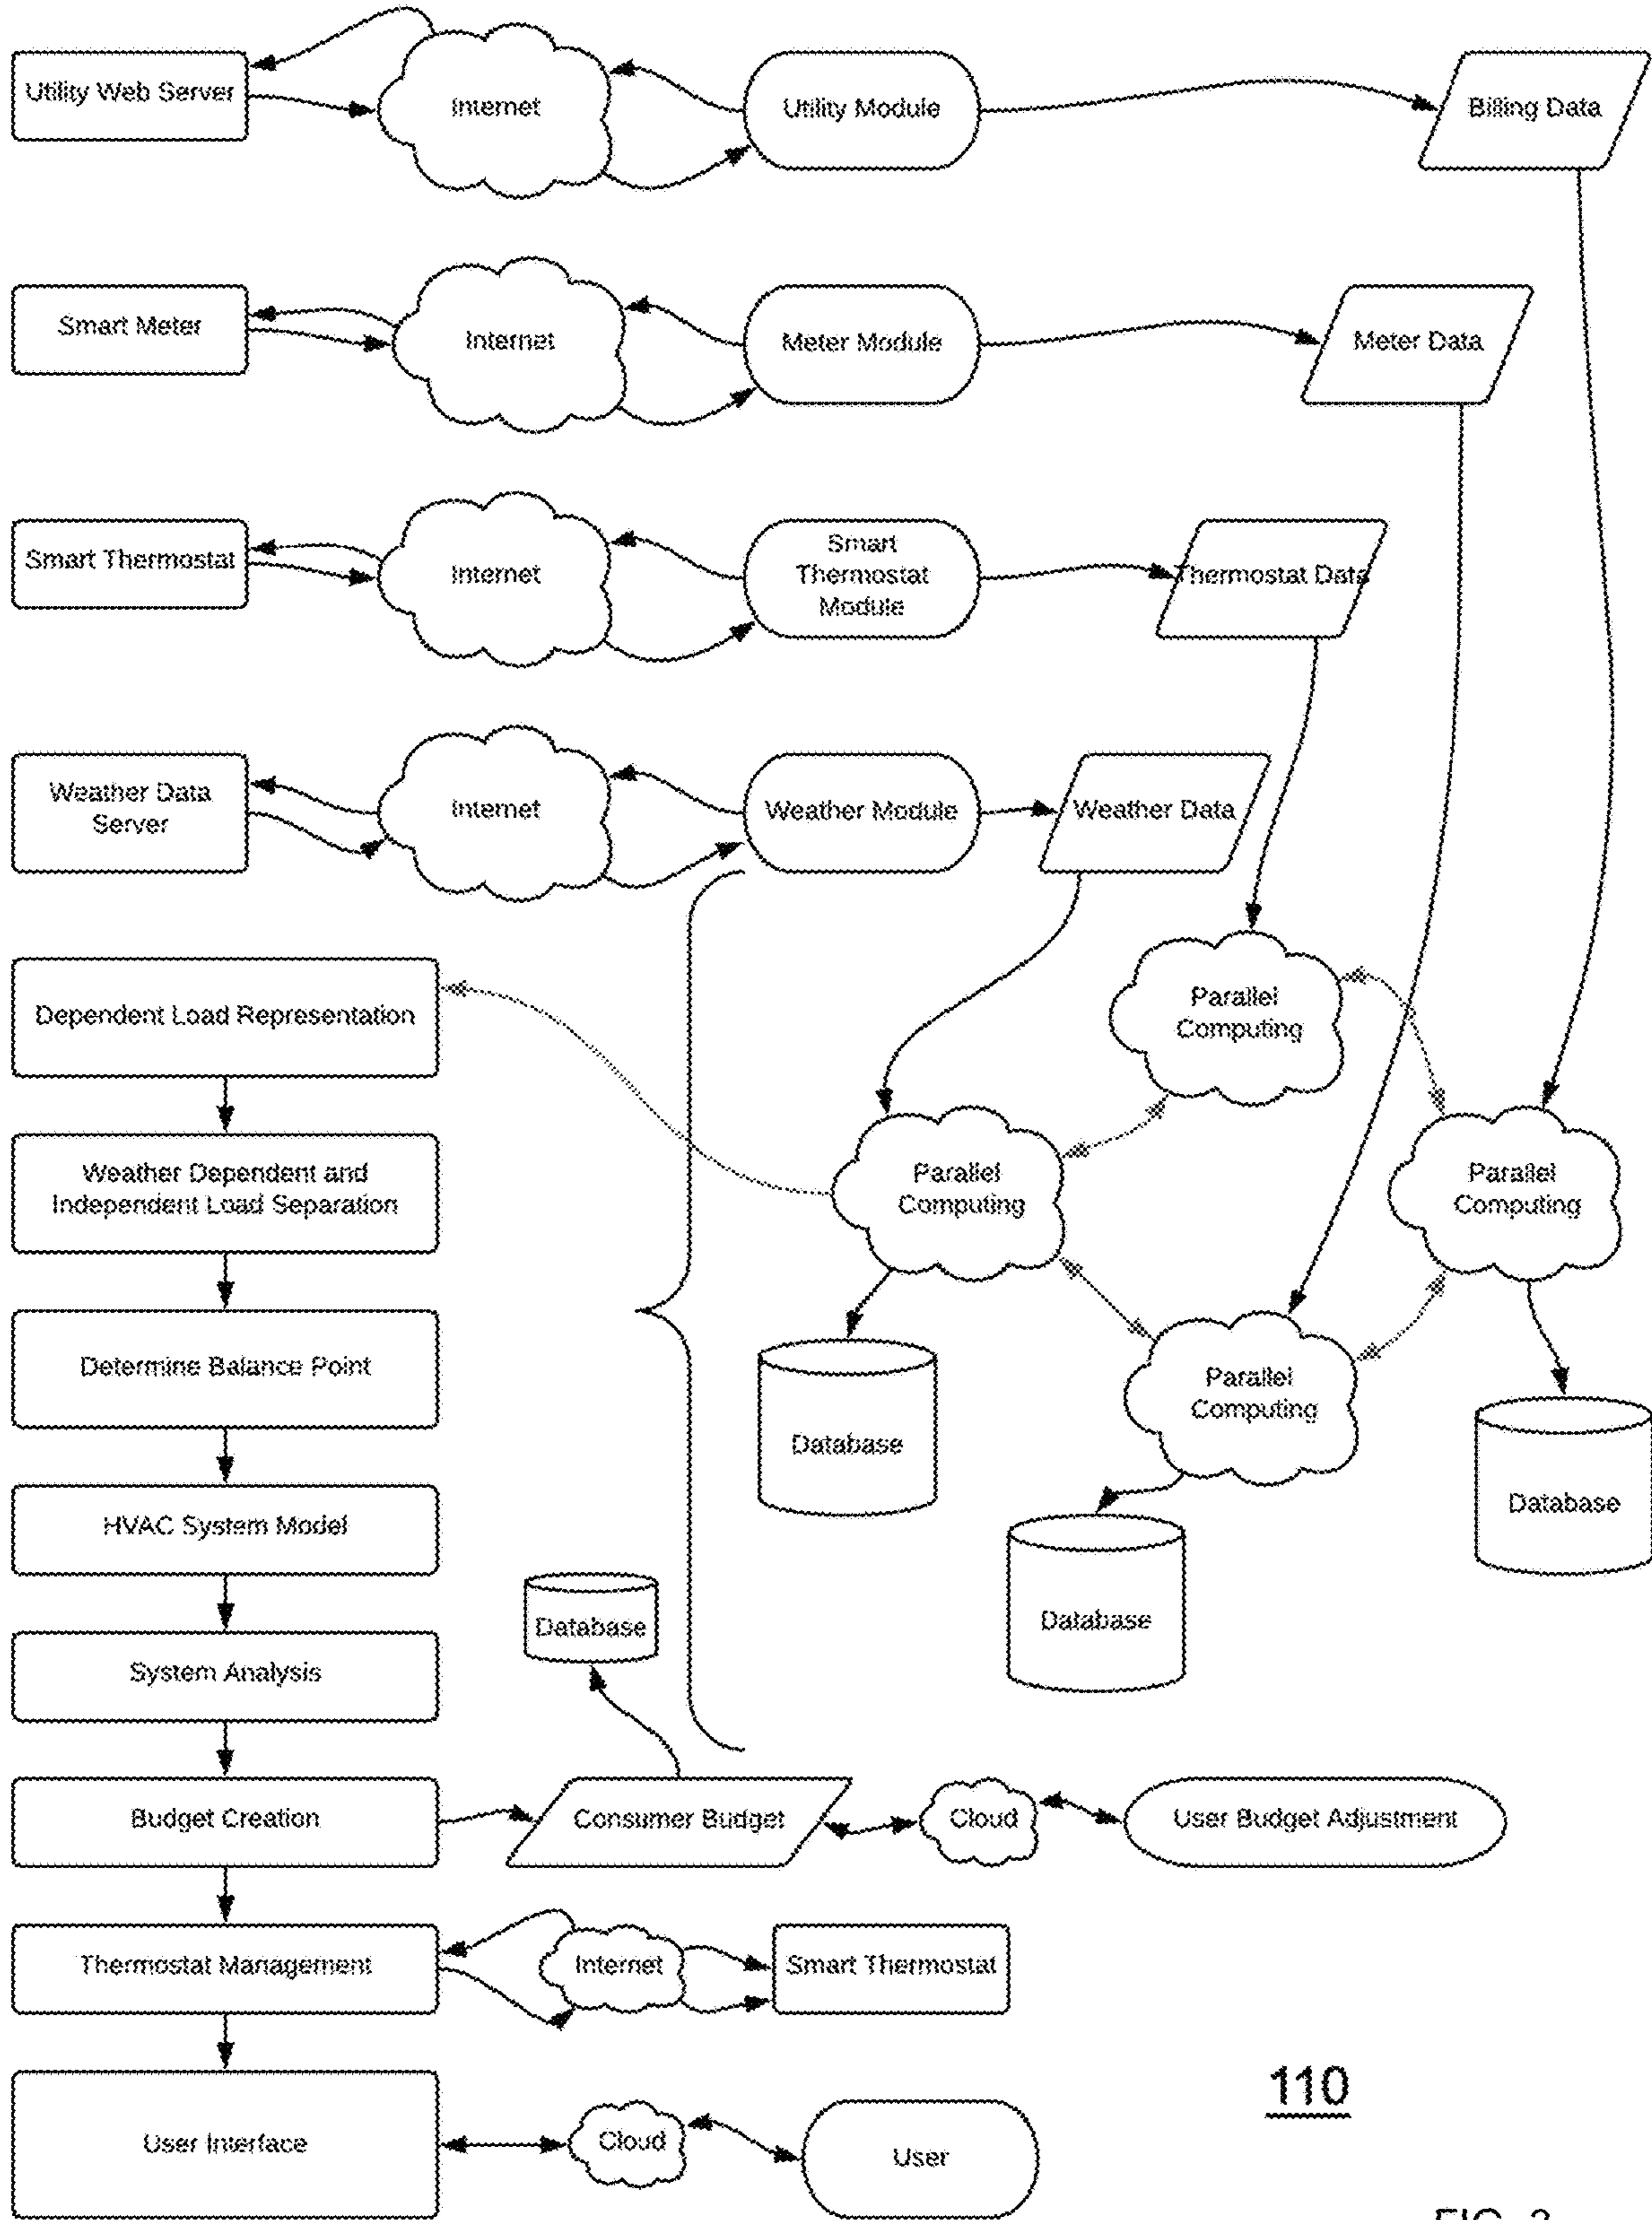 Utility Web Server
Internet
Utility Module
Billing Data
Smart Meter
Internet
Meter Module
Meter Data
Smart Thermostat
Internet
Smart
Thermostat
Module
Thermostat Data
Weather Data
Server
Internet
Weather Module
Weather Data
Dependent Load Representation
Parallel
Computing
Weather Dependent and
Independent Load Separation
Parallel
Computing
Parallel
Computing
Determine Balance Point
Parallel
Computing
Database
HVAC System Model
Database
Database
Database
System Analysis
Budget Creation
Consumer Budget
Cloud
User Budget Adjustment
Thermostat Management
Internet
Smart Thermostat
110
User Interface
Cloud
User